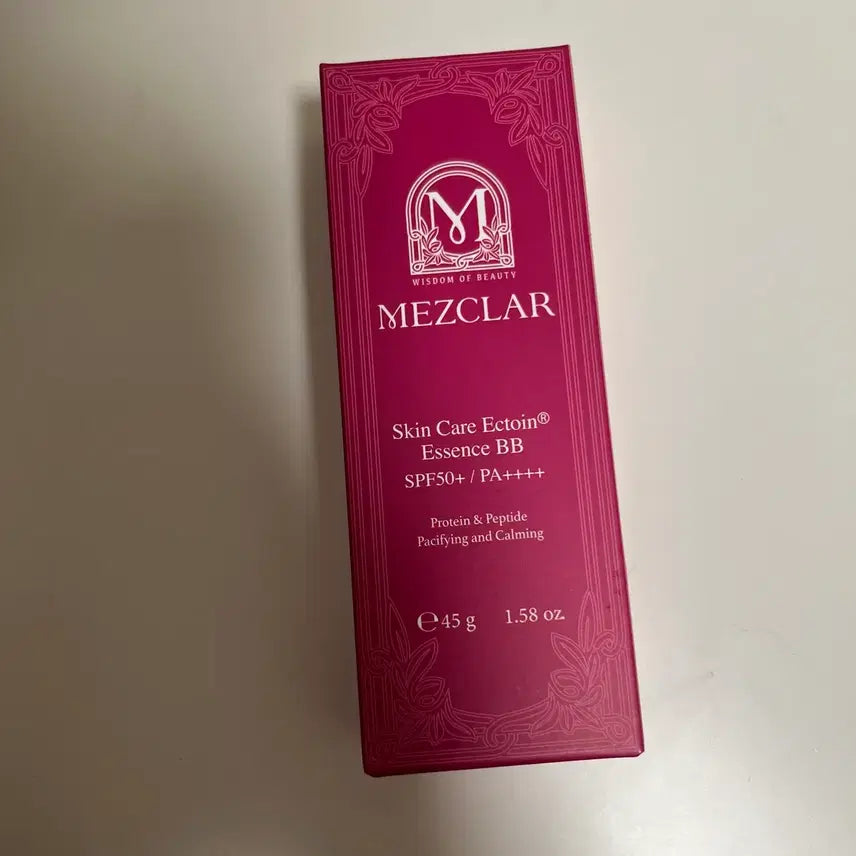 M
WISDOM OF BEAUTY
MEZCLAR
Skin Care Ectoin®
Essence BB
SPF50+ / PA++++
Protein & Peptide
Pacifying and Calming
℮45 g 1.58 oz.